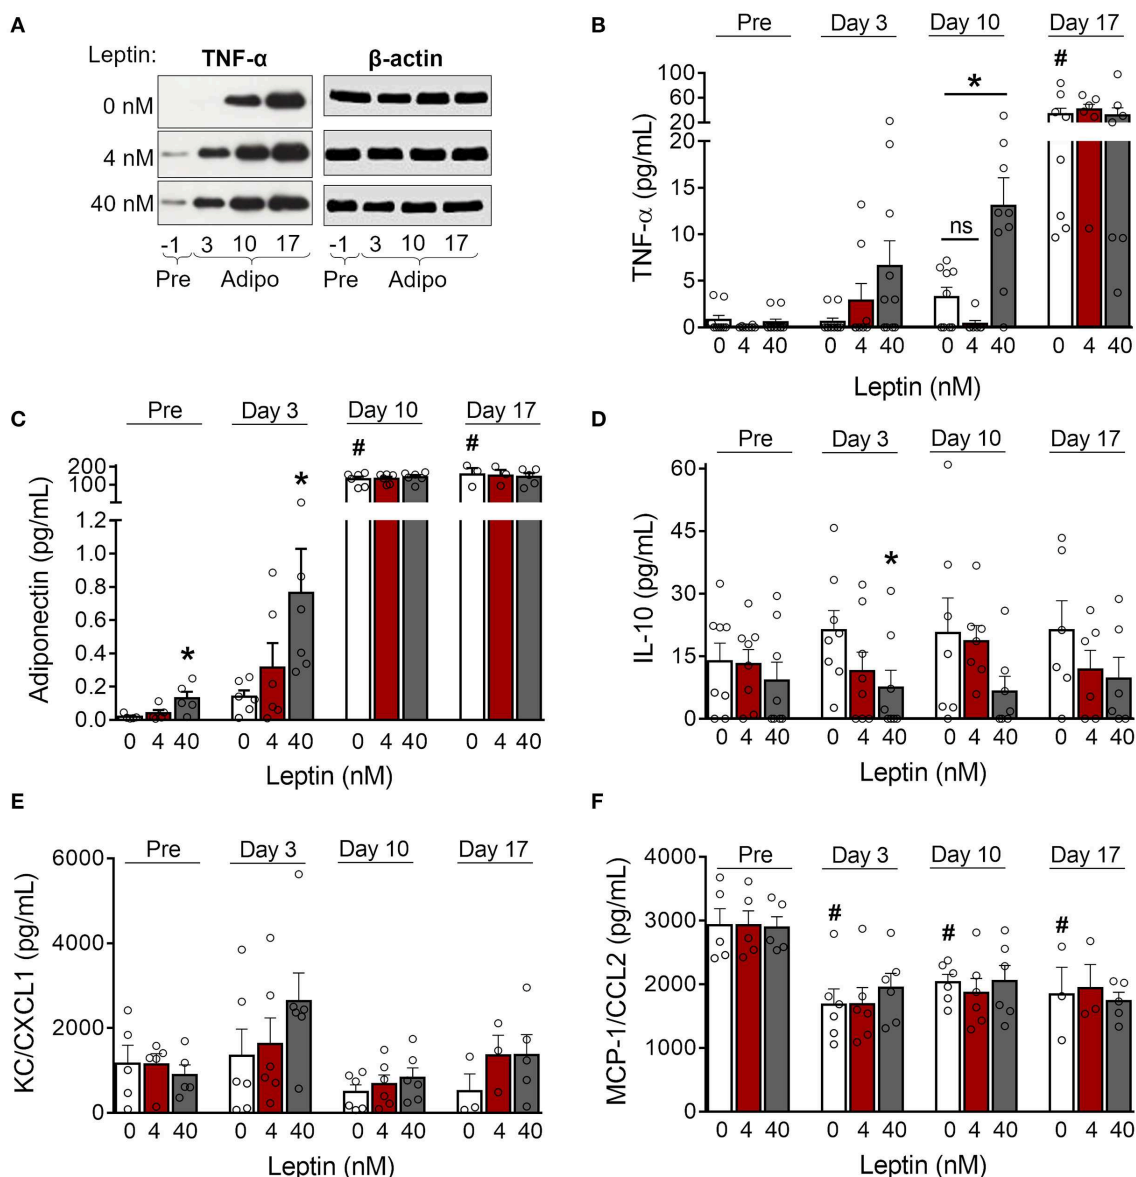 A
Leptin:
TNF-α
β-actin
0 nM
4 nM
40 nM
-1 3 10 17
-1 3 10 17
Pre Adipo
Pre Adipo
B
Pre Day 3 Day 10 Day 17
TNF-α (pg/mL)
100
60
20
20
15
10
5
0
#
*
ns
0 4 40 0 4 40 0 4 40 0 4 40
Leptin (nM)
C
Pre Day 3 Day 10 Day 17
Adiponectin (pg/mL)
200
100
1.2
1.0
0.8
0.6
0.4
0.2
0.0
* * # #
0 4 40 0 4 40 0 4 40 0 4 40
Leptin (nM)
D
Pre Day 3 Day 10 Day 17
IL-10 (pg/mL)
60
45
30
15
0
*
0 4 40 0 4 40 0 4 40 0 4 40
Leptin (nM)
E
Pre Day 3 Day 10 Day 17
KC/CXCL1 (pg/mL)
6000
4000
2000
0
0 4 40 0 4 40 0 4 40 0 4 40
Leptin (nM)
F
Pre Day 3 Day 10 Day 17
MCP-1/CCL2 (pg/mL)
4000
3000
2000
1000
0
# # #
0 4 40 0 4 40 0 4 40 0 4 40
Leptin (nM)